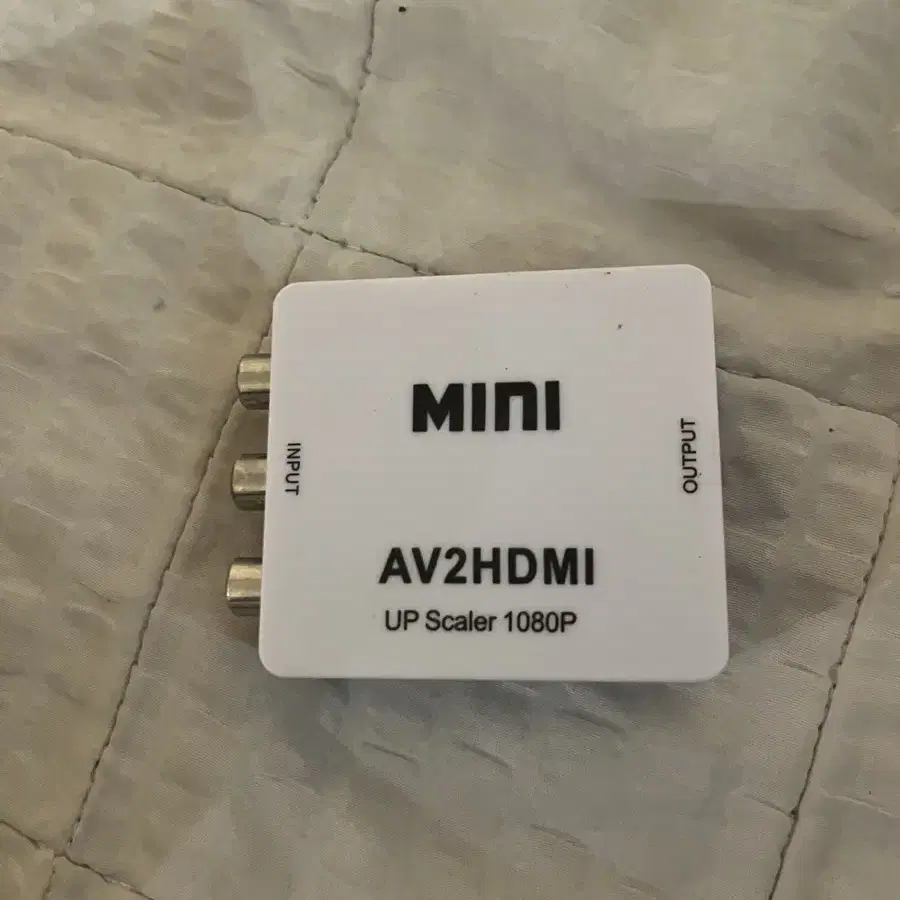 MINI
INPUT
OUTPUT
AV2HDMI
UP Scaler 1080P